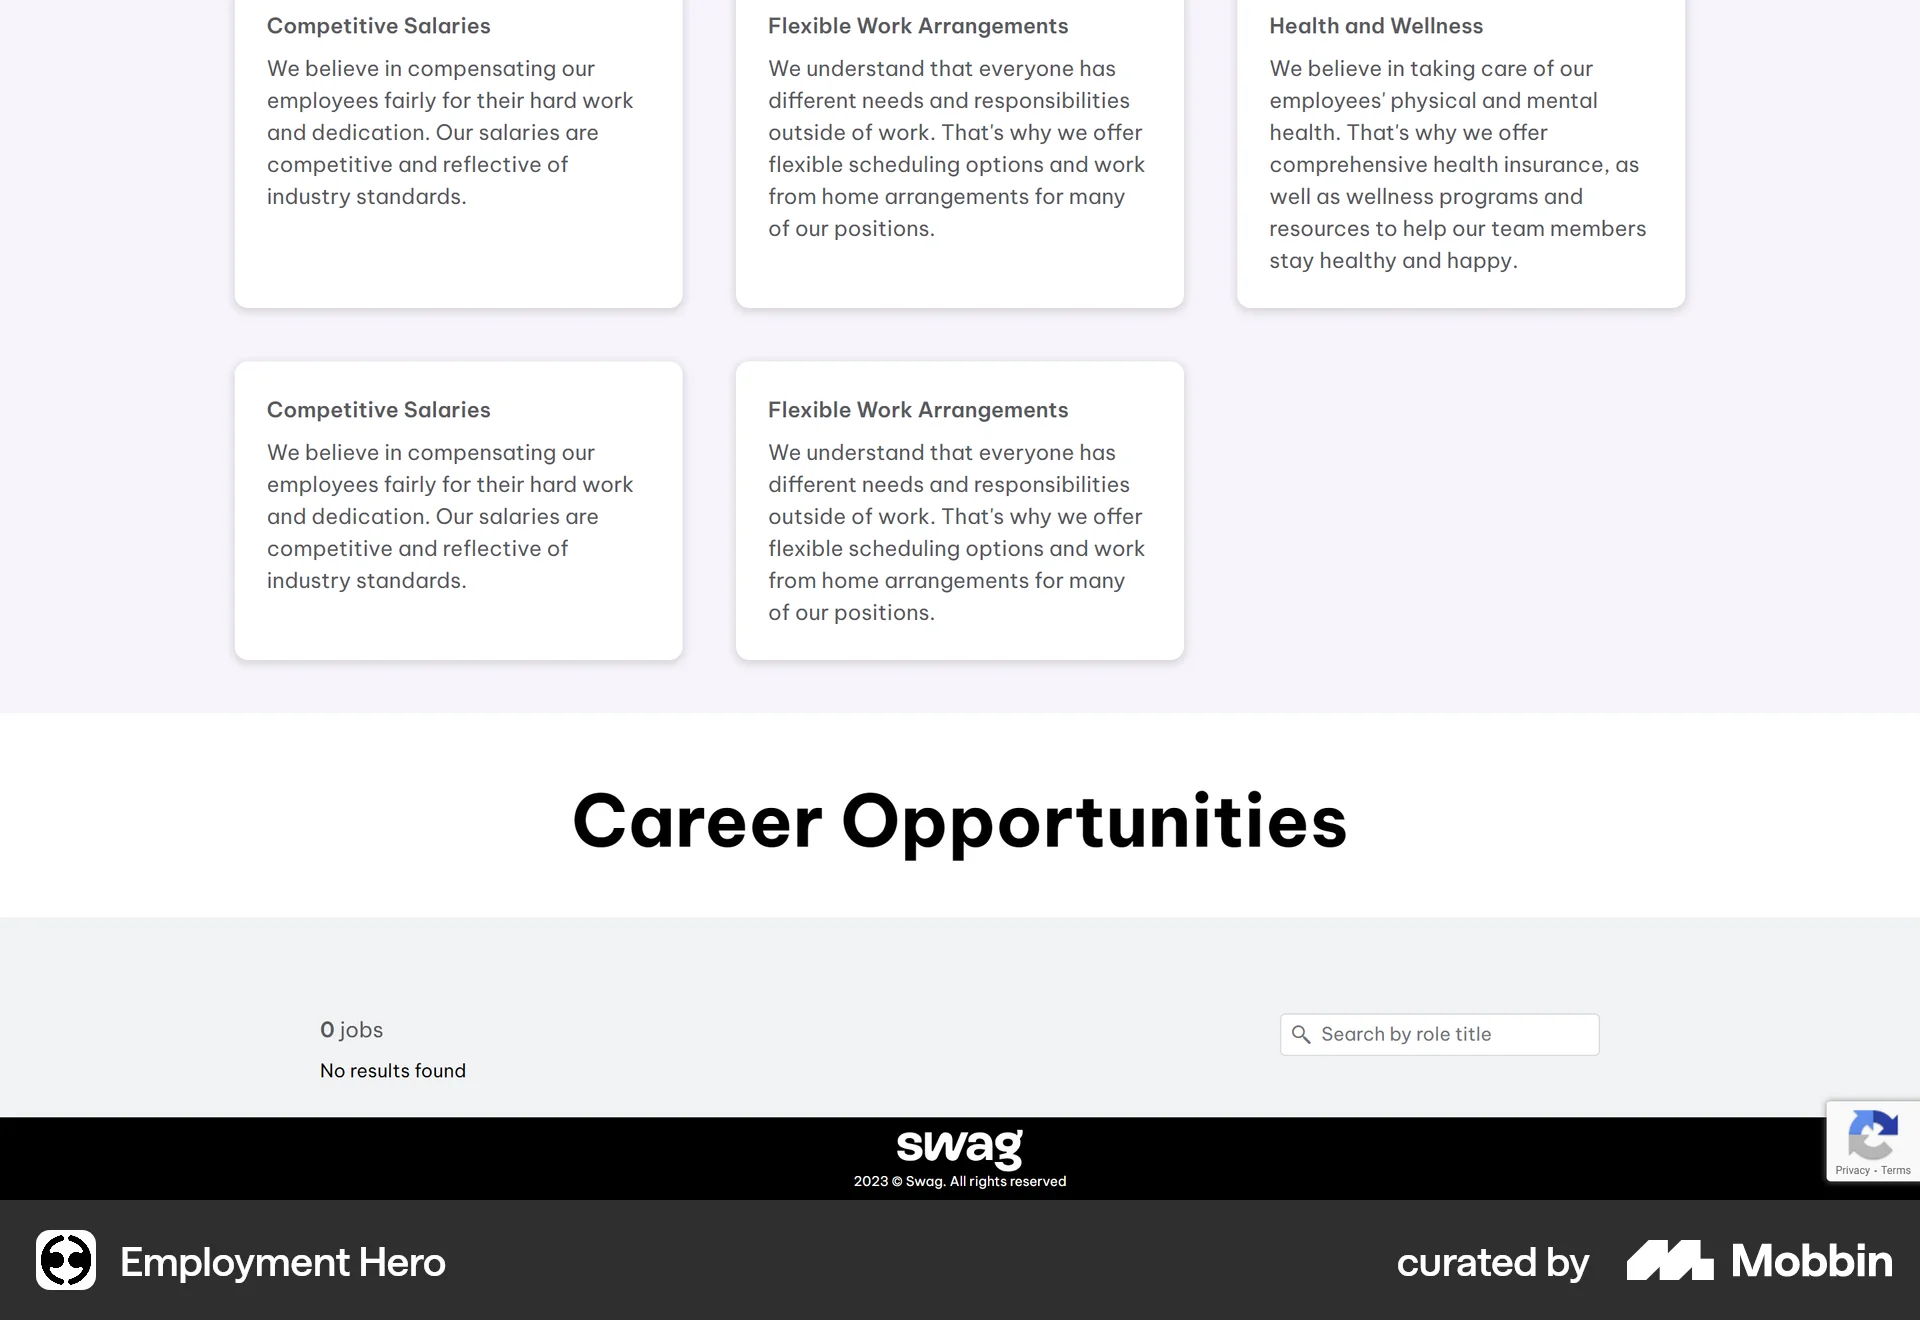 Competitive Salaries
We believe in compensating our
employees fairly for their hard work
and dedication. Our salaries are
competitive and reflective of
industry standards.
Flexible Work Arrangements
We understand that everyone has
different needs and responsibilities
outside of work. That's why we offer
flexible scheduling options and work
from home arrangements for many
of our positions.
Health and Wellness
We believe in taking care of our
employees' physical and mental
health. That's why we offer
comprehensive health insurance, as
well as wellness programs and
resources to help our team members
stay healthy and happy.
Competitive Salaries
We believe in compensating our
employees fairly for their hard work
and dedication. Our salaries are
competitive and reflective of
industry standards.
Flexible Work Arrangements
We understand that everyone has
different needs and responsibilities
outside of work. That's why we offer
flexible scheduling options and work
from home arrangements for many
of our positions.
Career Opportunities
0 jobs
Search by role title
No results found
swag
2023 © Swag. All rights reserved
Privacy - Terms
Employment Hero
curated by Mobbin